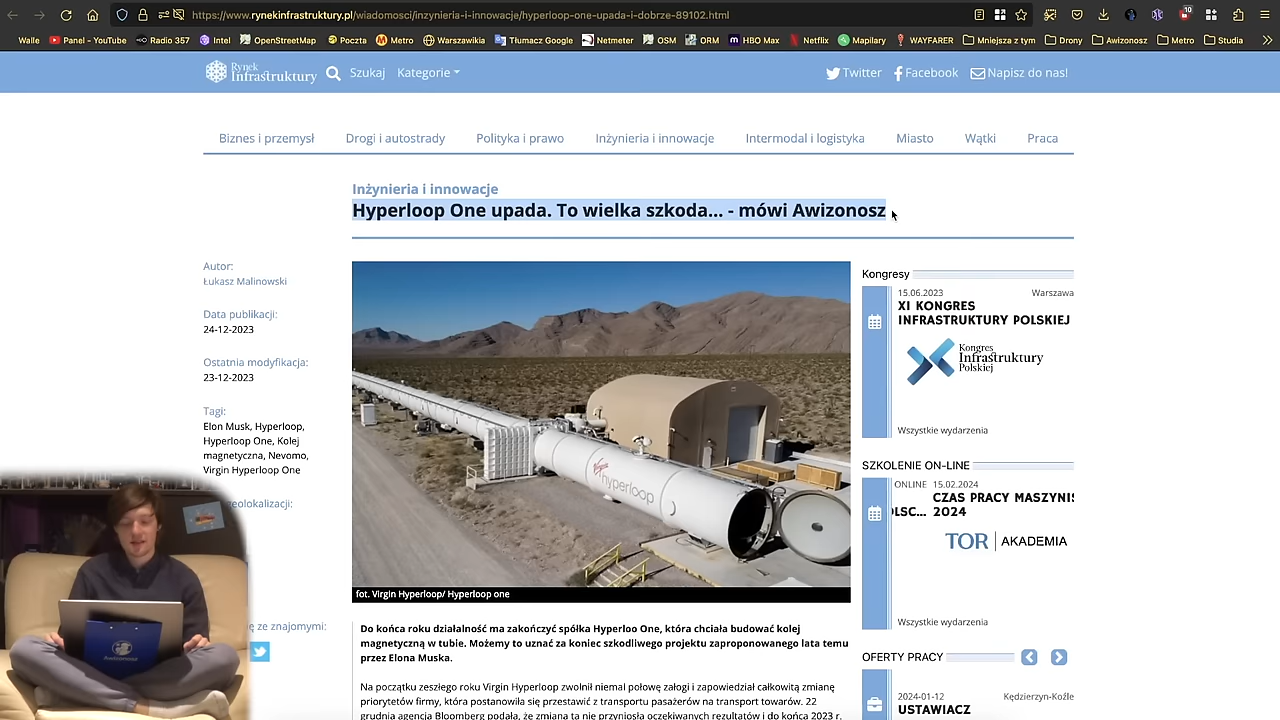 https://www.rynekinfrastruktury.pl/wiadomosci/inzynieria-i-innowacje/hyperloop-one-upada-i-dobrze-89102.html
10
Walle Panel - YouTube Radio 357 Intel OpenStreetMap Poczta Metro Warszawikia Tłumacz Google Netmeter OSM ORM HBO Max Netflix Mapilary WAYFARER Mniejsza z tym Drony Awizonosz Metro Studia
Rynek
Infrastruktury
Szukaj Kategorie
Twitter Facebook Napisz do nas!
Biznes i przemysł Drogi i autostrady Polityka i prawo Inżynieria i innowacje Intermodal i logistyka Miasto Wątki Praca
Inżynieria i innowacje
Hyperloop One upada. To wielka szkoda... - mówi Awizonosz
Autor:
Łukasz Malinowski
Data publikacji:
24-12-2023
Ostatnia modyfikacja:
23-12-2023
Tagi:
Elon Musk, Hyperloop,
Hyperloop One, Kolej
magnetyczna, Nevomo,
Virgin Hyperloop One
geolokalizacji:
ę ze znajomymi:
Awizonosz
Virgin
hyperloop
fot. Virgin Hyperloop/ Hyperloop one
Do końca roku działalność ma zakończyć spółka Hyperloo One, która chciała budować kolej
magnetyczną w tubie. Możemy to uznać za koniec szkodliwego projektu zaproponowanego lata temu
przez Elona Muska.
Na początku zeszłego roku Virgin Hyperloop zwolnił niemal połowę załogi i zapowiedział całkowitą zmianę
priorytetów firmy, która postanowiła się przestawić z transportu pasażerów na transport towarów. 22
grudnia agencja Bloomberg podała, że zmiana ta nie przyniosła oczekiwanych rezultatów i do końca 2023 r.
Kongresy
15.06.2023 Warszawa
XI KONGRES
INFRASTRUKTURY POLSKIEJ
Kongres
Infrastruktury
Polskiej
Wszystkie wydarzenia
SZKOLENIE ON-LINE
ONLINE 15.02.2024
CZAS PRACY MASZYNIS
OLSC... 2024
TOR AKADEMIA
Wszystkie wydarzenia
OFERTY PRACY
2024-01-12 Kędzierzyn-Koźle
USTAWIACZ